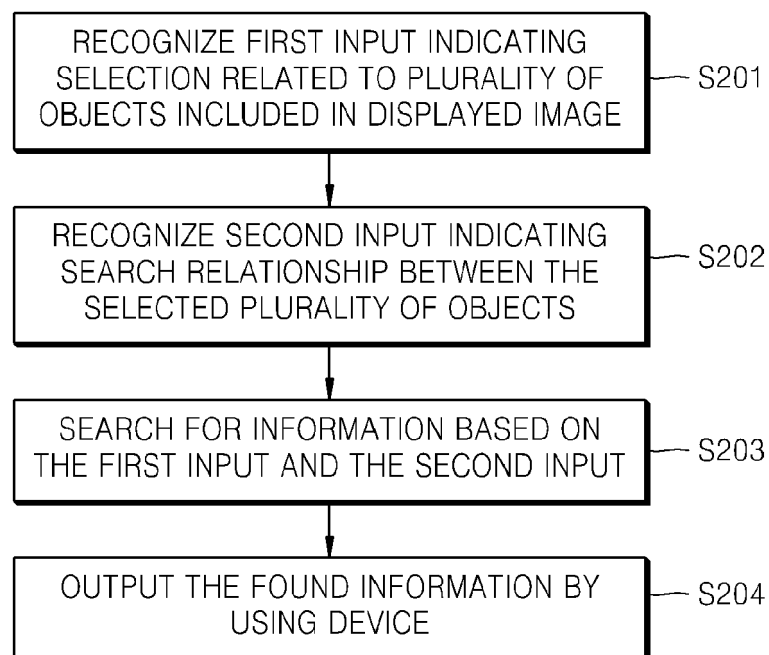 RECOGNIZE FIRST INPUT INDICATING
SELECTION RELATED TO PLURALITY OF
OBJECTS INCLUDED IN DISPLAYED IMAGE
S201
RECOGNIZE SECOND INPUT INDICATING
SEARCH RELATIONSHIP BETWEEN THE
SELECTED PLURALITY OF OBJECTS
S202
SEARCH FOR INFORMATION BASED ON
THE FIRST INPUT AND THE SECOND INPUT
S203
OUTPUT THE FOUND INFORMATION BY
USING DEVICE
S204